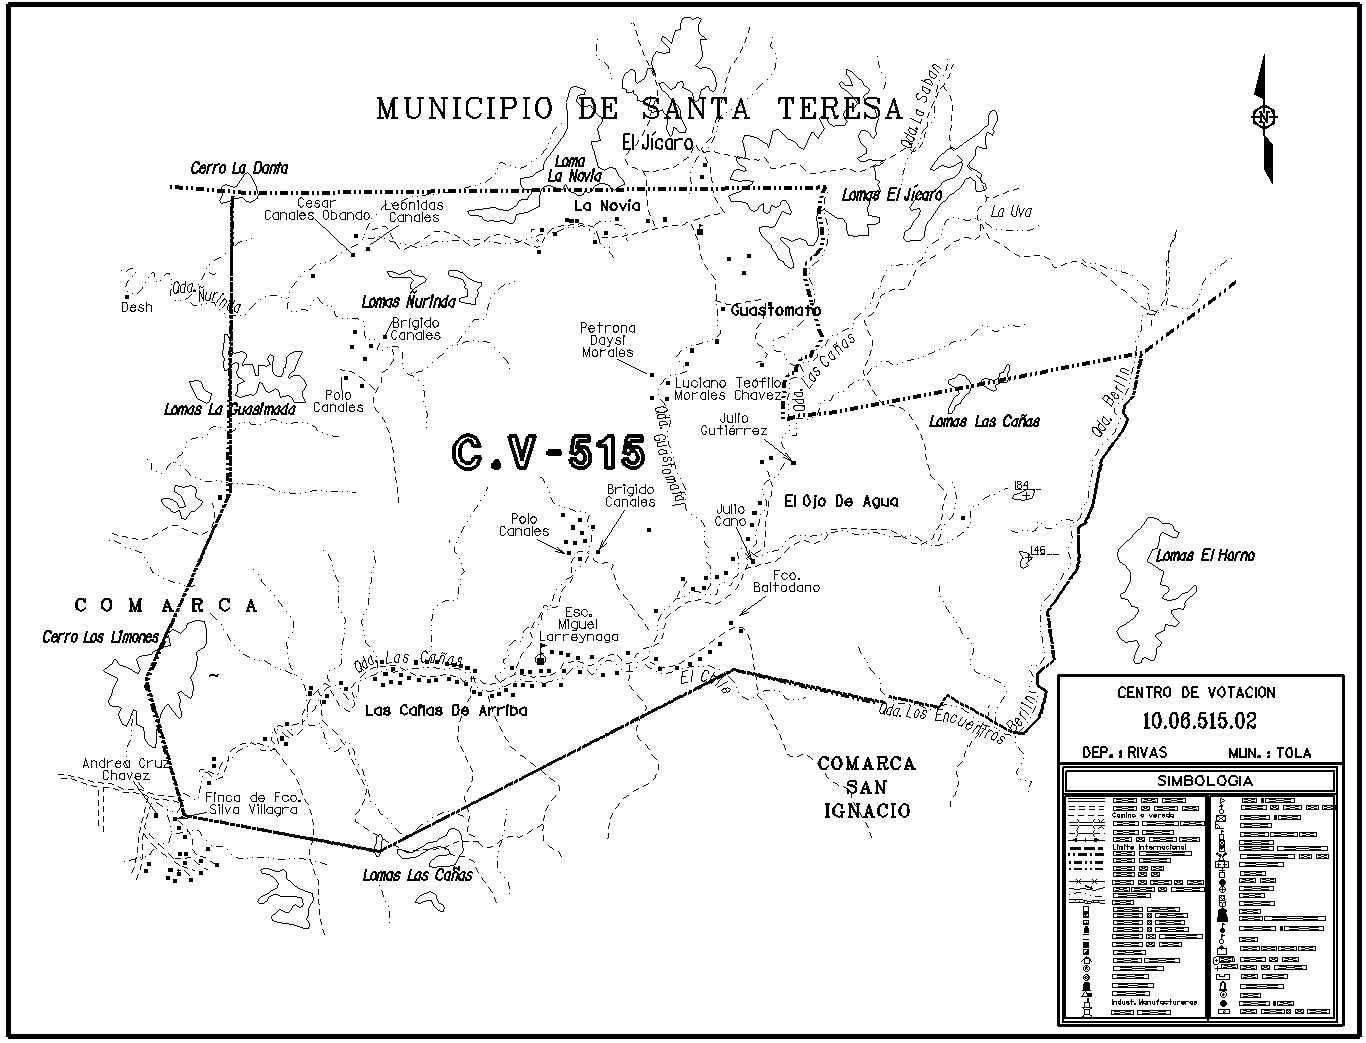 MUNICIPIO DE SANTA TERESA
Qda. La Saban
El Jícaro
N
Cerro La Danta
Loma
La Novia
La Novia
Lomas El Jícaro
La Uva
Cesar
Canales Obando
Leónidas
Canales
Qda. Ñurinda
Desh
Lomas Ñurinda
Guastomato
Brígido
Canales
Petrona
Daysi
Morales
Qda. Las Cañas
Luciano Teófilo
Morales Chavez
Polo
Canales
Lomas La Guasimada
Qda. Guastomatal
Julio
Gutiérrez
Lomas Las Cañas
Qda. Berlín
C.V-515
El Ojo De Agua
184
Brigido
Canales
Polo
Canales
Julio
Cano
146
Lomas El Horno
Fco.
Baltodano
COMARCA
Cerro Los Limones
Esc.
Miguel
Larreynaga
Qda. Las Cañas
El Chile
Las Cañas De Arriba
Qda. Los Encuentros
Berlín
COMARCA
SAN
IGNACIO
Andrea Cruz
Chavez
Finca de Fco.
Silva Villagra
Lomas Las Cañas
CENTRO DE VOTACION
10.06.515.02
DEP.: RIVAS MUN.: TOLA
SIMBOLOGIA
Camino o vereda
Limite Internacional
Indust. Manufactureras